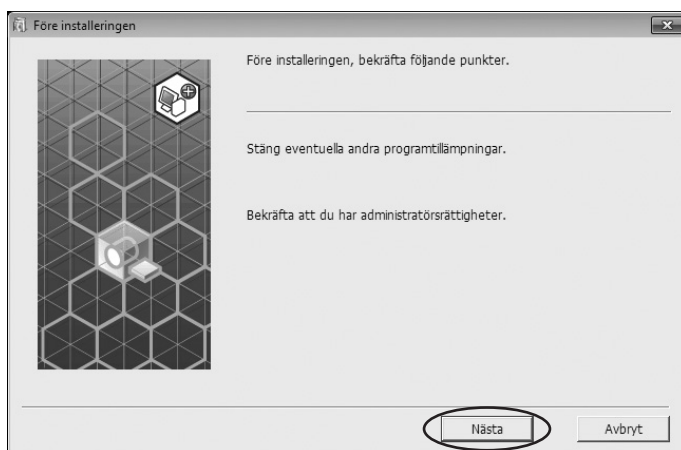 Före installeringen
Före installeringen, bekräfta följande punkter.
Stäng eventuella andra programtillämpningar.
Bekräfta att du har administratörsrättigheter.
Nästa
Avbryt